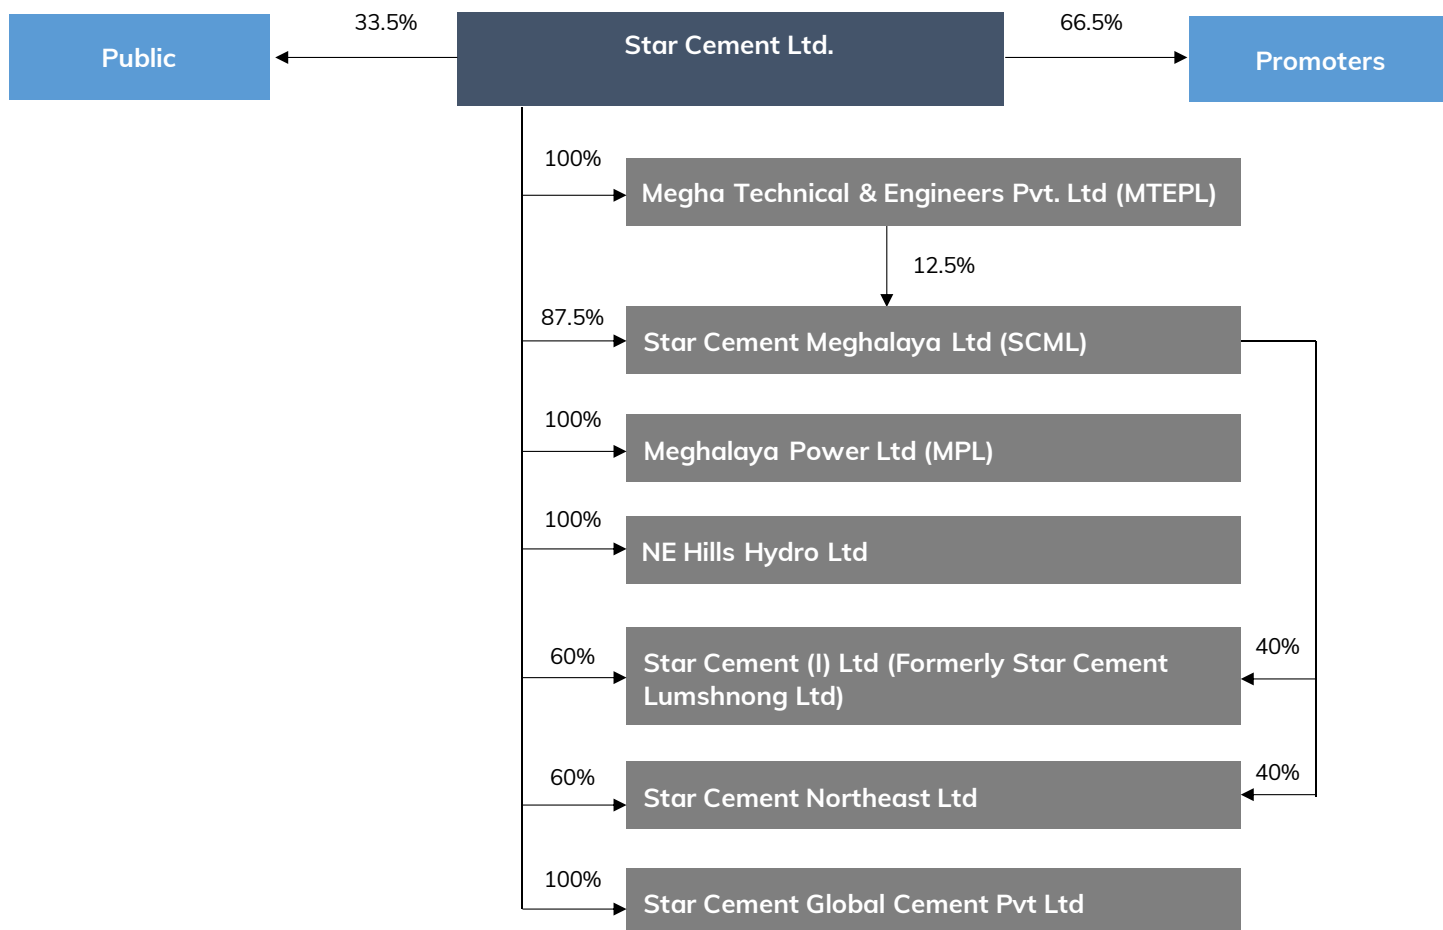 33.5%
Star Cement Ltd.
66.5%
Public
Promoters
100%
Megha Technical & Engineers Pvt. Ltd (MTEPL)
12.5%
87.5%
Star Cement Meghalaya Ltd (SCML)
100%
Meghalaya Power Ltd (MPL)
100%
NE Hills Hydro Ltd
60%
Star Cement (I) Ltd (Formerly Star Cement
Lumshnong Ltd)
40%
60%
Star Cement Northeast Ltd
40%
100%
Star Cement Global Cement Pvt Ltd